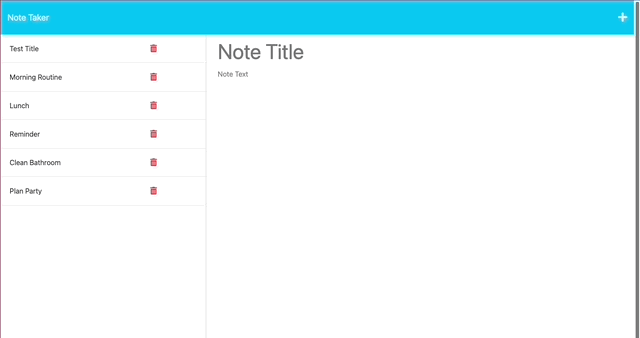 Note Taker
Test Title
Morning Routine
Lunch
Reminder
Clean Bathroom
Plan Party
Note Title
Note Text